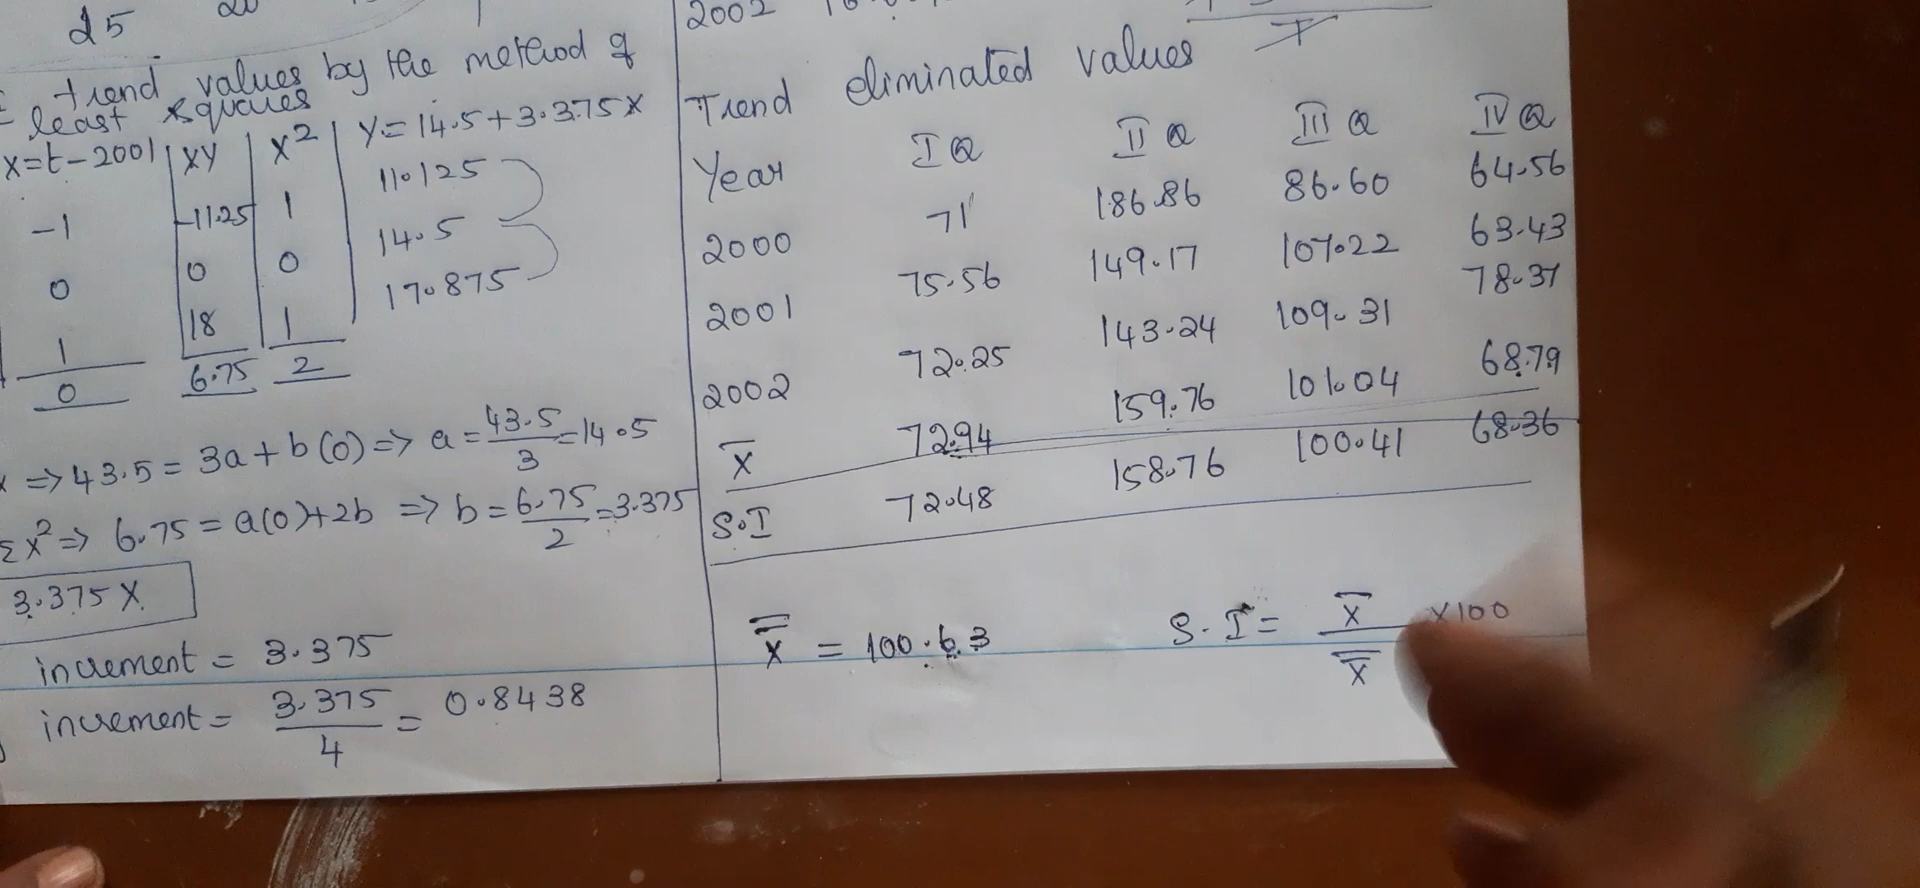 25 20
trend values by the method of
least squares
x=t-2001 | XY | X² | Y=14.5+3.375X
-1 -11.25 1 11.125
0 0 0 14.5
1 18 1 17.875
0 6.75 2
=> 43.5 = 3a+b(0) => a = 43.5/3 = 14.5
Σx² => 6.75 = a(0)+2b => b = 6.75/2 = 3.375
3.375X
increment = 3.375
increment = 3.375/4 = 0.8438
2002
T
Trend eliminated values
Year I Q II Q III Q IV Q
2000 71 186.86 86.60 64.56
2001 75.56 149.17 107.22 63.43
2002 72.25 143.24 109.31 78.37
X̄ 72.94 159.76 101.04 68.79
S.I 72.48 158.76 100.41 68.36
X̿ = 100.63 S.I = X̄/X̿ ×100